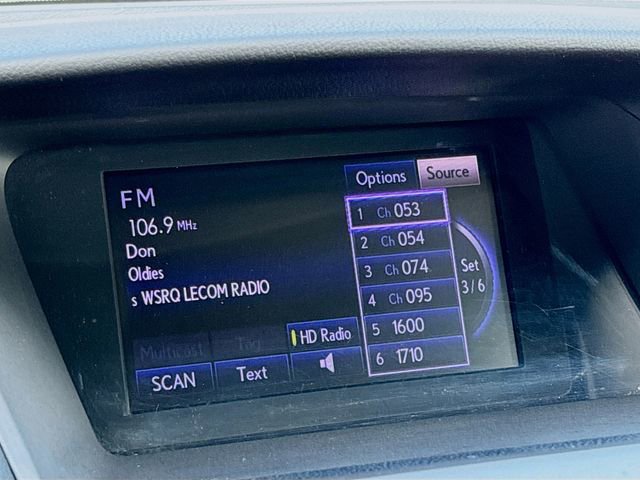 FM
106.9 MHz
Don
Oldies
s WSRQ LECOM RADIO
Multicast Tag HD Radio
SCAN Text
Options Source
1 Ch 053
2 Ch 054
3 Ch 074
4 Ch 095
5 1600
6 1710
Set
3/6